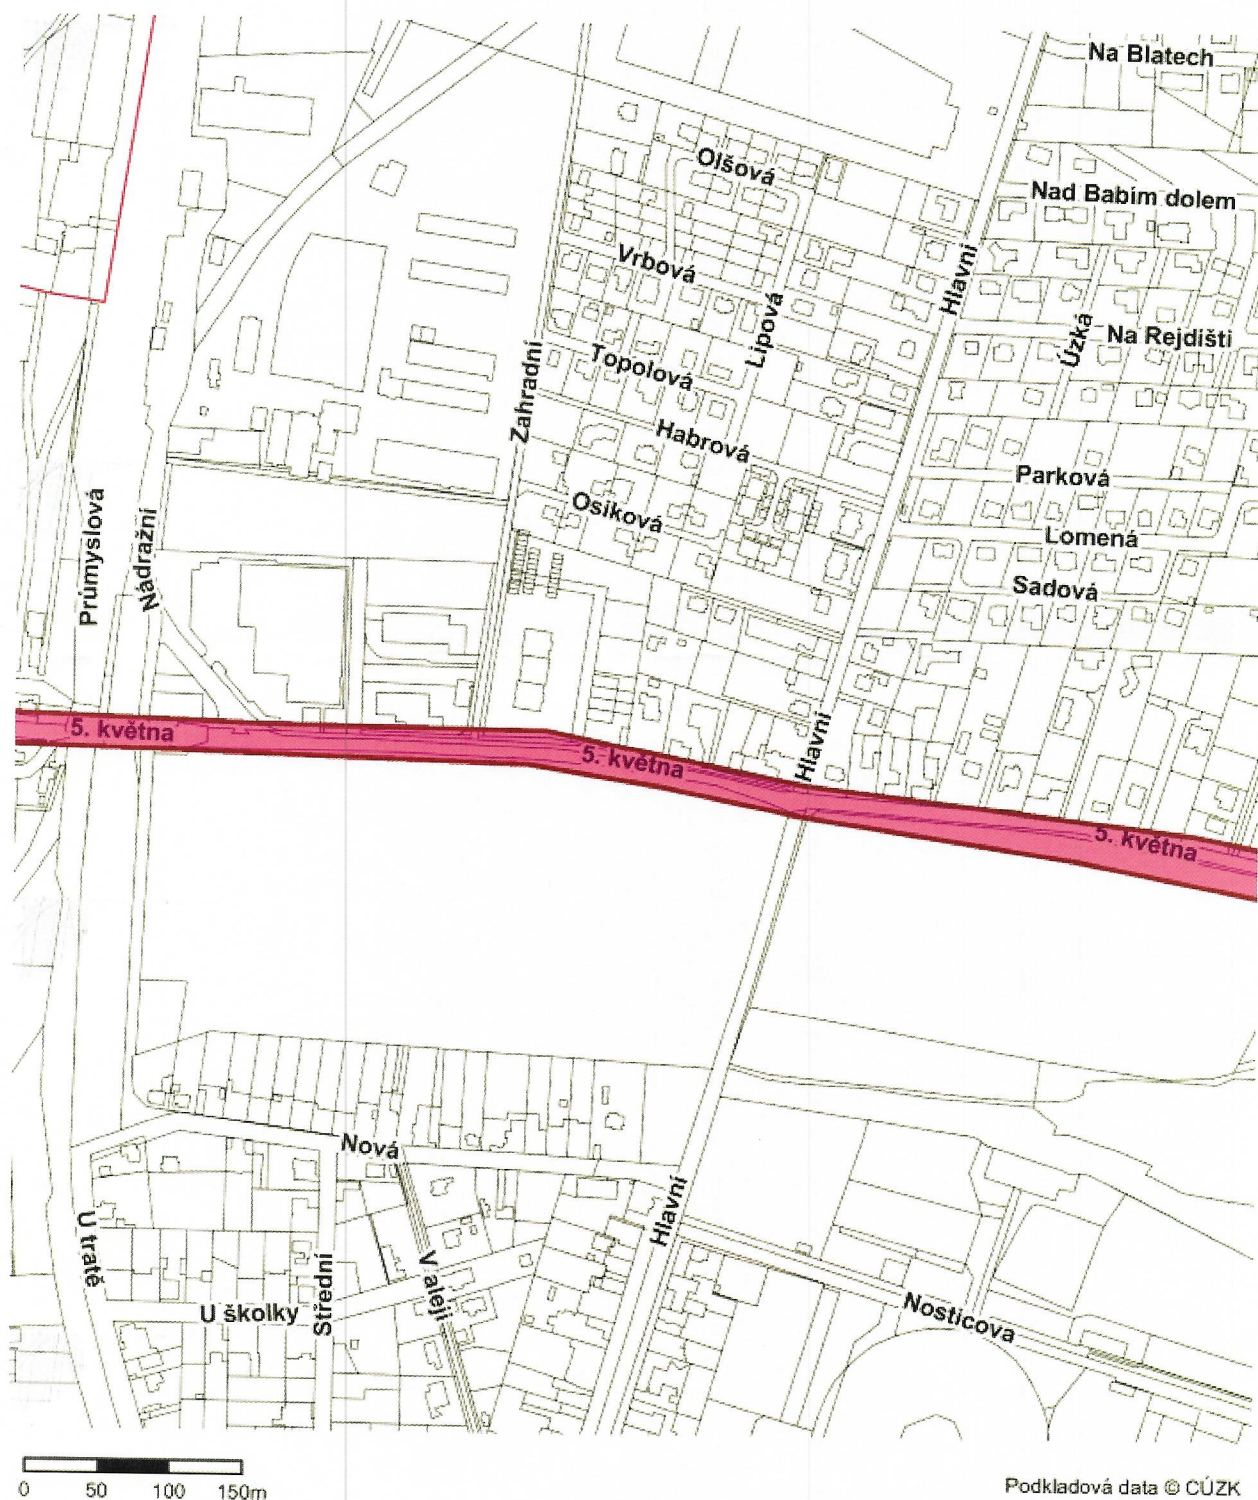 Na Blatech
Olšová
Nad Babím dolem
Vrbová
Hlavní
Lipová
Úzká
Na Rejdišti
Topolová
Zahradní
Habrová
Parková
Osiková
Průmyslová
Nádražní
Lomená
Sadová
5. května
5. května
Hlavní
5. května
Nová
Hlavní
U tratě
Střední
V aleji
U školky
Nosticova
0 50 100 150m
Podkladová data © ČÚZK